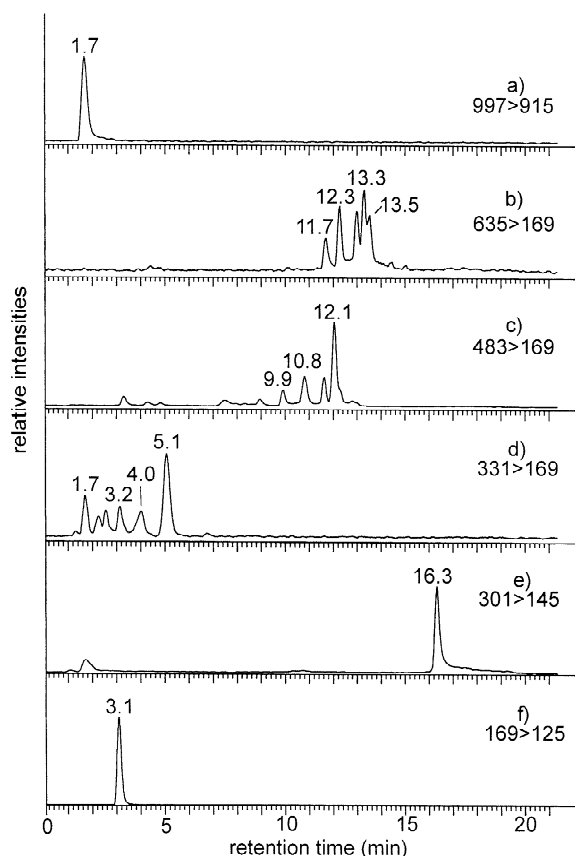 1.7
a)
997>915
13.3
12.3
13.5
11.7
b)
635>169
12.1
10.8
9.9
c)
483>169
5.1
4.0
1.7
3.2
d)
331>169
16.3
e)
301>145
3.1
f)
169>125
relative intensities
0 5 10 15 20
retention time (min)